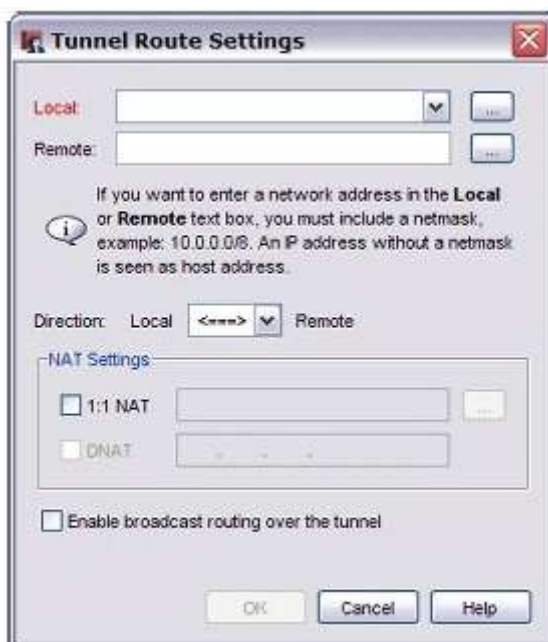 Tunnel Route Settings
Local:
...
Remote:
...
If you want to enter a network address in the Local
or Remote text box, you must include a netmask,
example: 10.0.0.0/8. An IP address without a netmask
is seen as host address.
Direction: Local <===> Remote
NAT Settings
1:1 NAT
...
DNAT . . .
Enable broadcast routing over the tunnel
OK Cancel Help